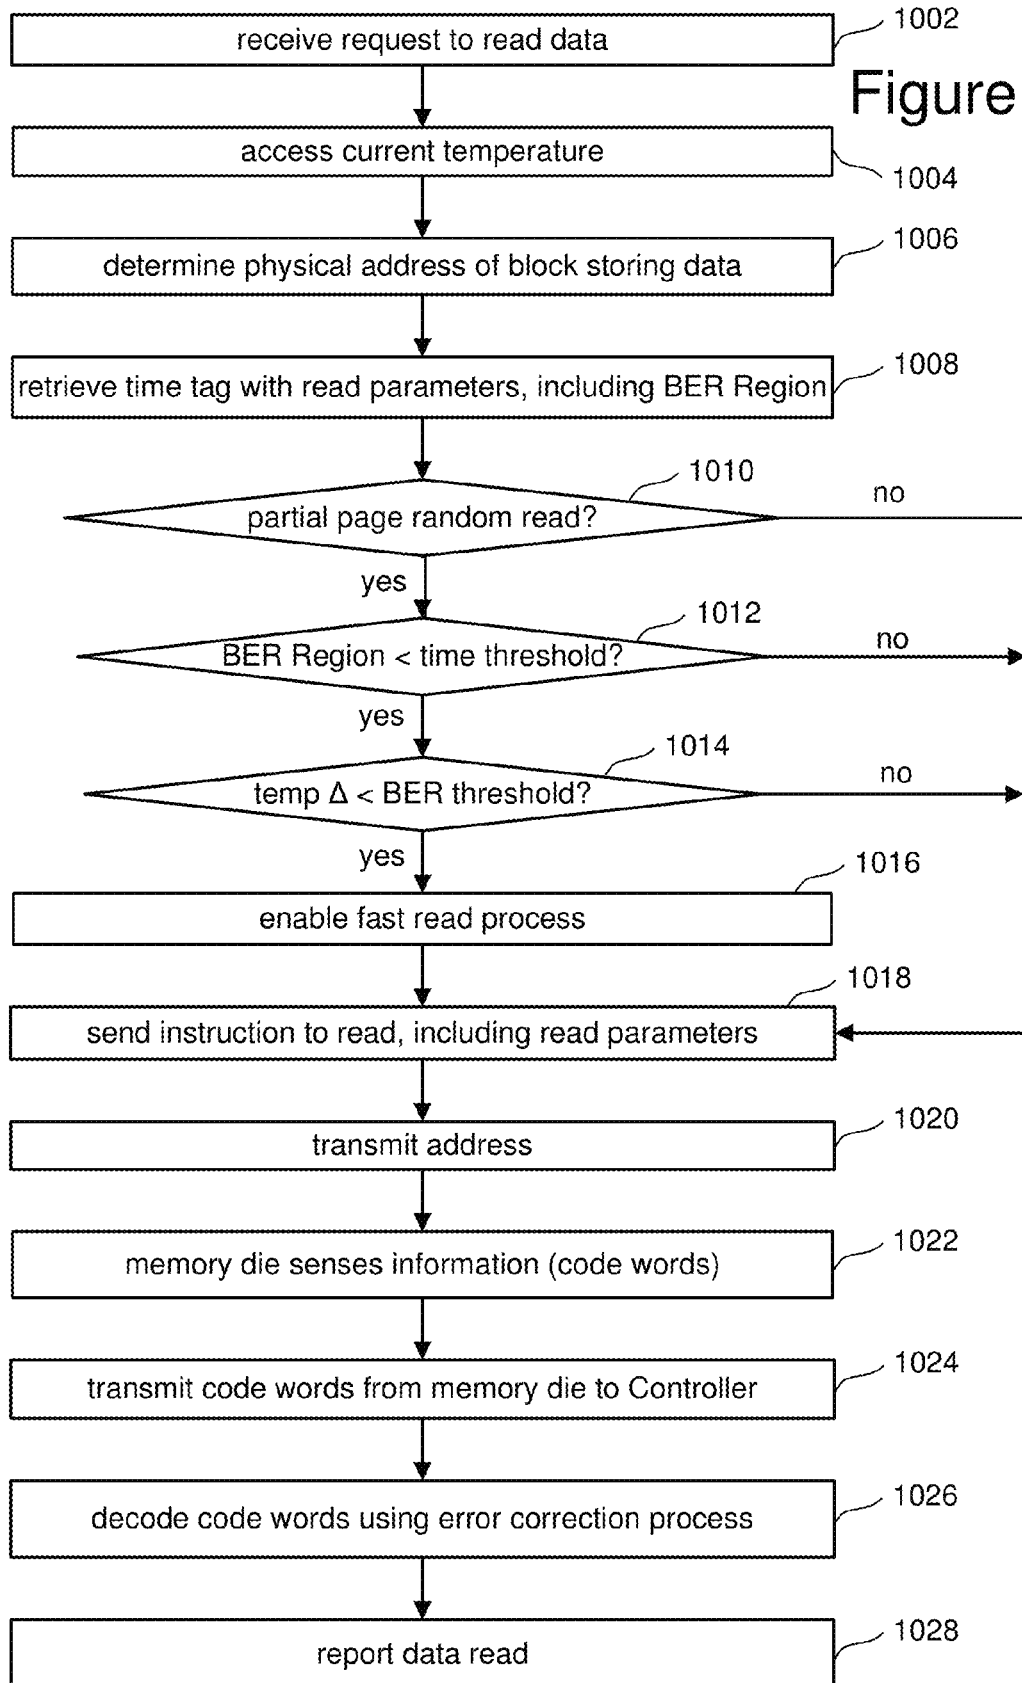 receive request to read data
1002
Figure
access current temperature
1004
determine physical address of block storing data
1006
retrieve time tag with read parameters, including BER Region
1008
partial page random read?
1010
no
yes
BER Region < time threshold?
1012
no
yes
temp Δ < BER threshold?
1014
no
yes
enable fast read process
1016
send instruction to read, including read parameters
1018
transmit address
1020
memory die senses information (code words)
1022
transmit code words from memory die to Controller
1024
decode code words using error correction process
1026
report data read
1028